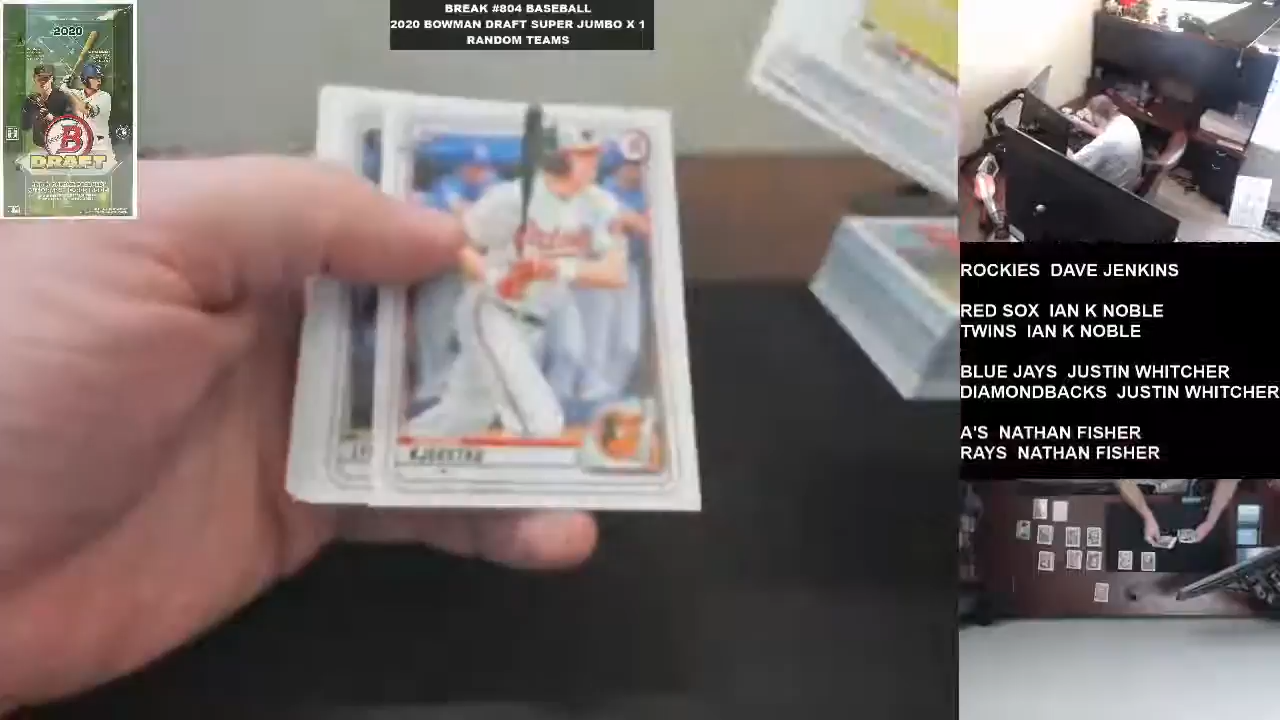 BREAK #804 BASEBALL
2020 BOWMAN DRAFT SUPER JUMBO X 1
RANDOM TEAMS
2020
B
DRAFT
ROCKIES DAVE JENKINS
RED SOX IAN K NOBLE
TWINS IAN K NOBLE
BLUE JAYS JUSTIN WHITCHER
DIAMONDBACKS JUSTIN WHITCHER
A'S NATHAN FISHER
RAYS NATHAN FISHER
KJERSTAD